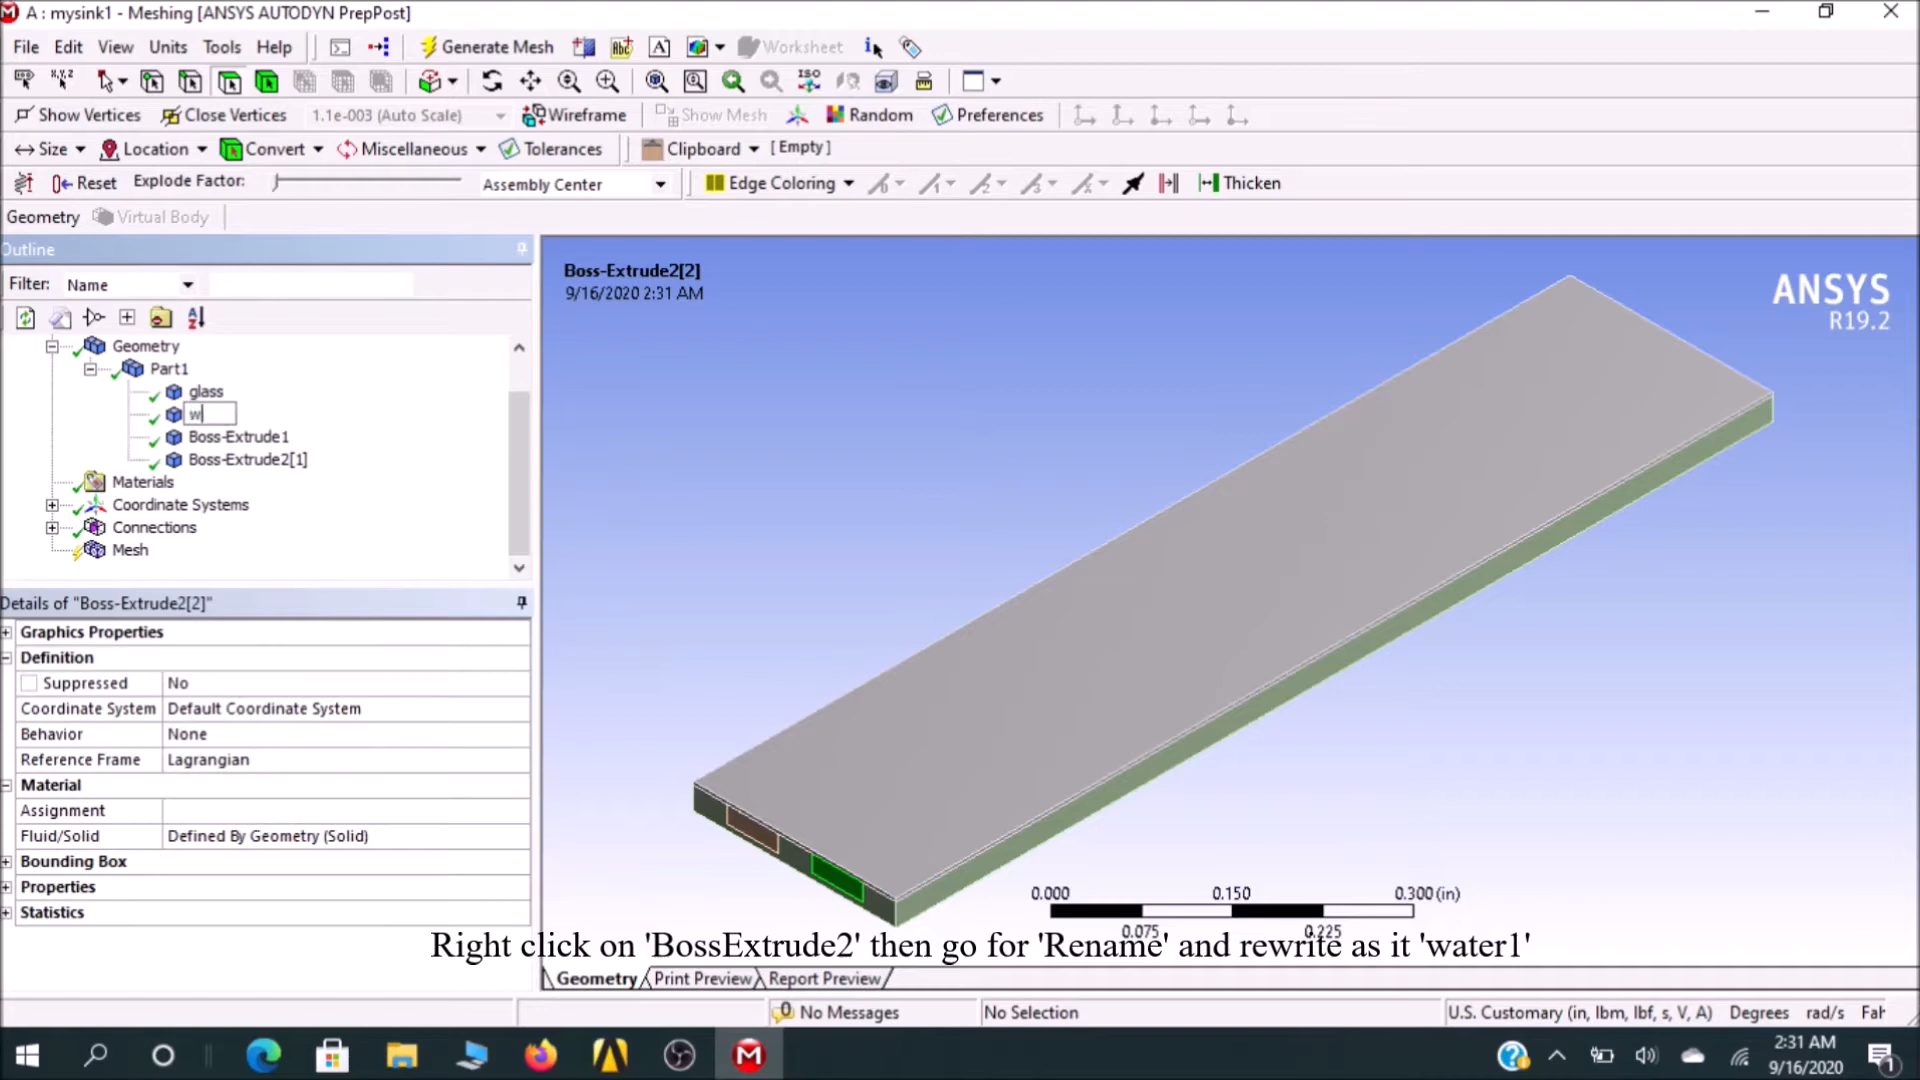 A : mysink1 - Meshing [ANSYS AUTODYN PrepPost]
File Edit View Units Tools Help Generate Mesh Worksheet
Show Vertices Close Vertices 1.1e-003 (Auto Scale) Wireframe Show Mesh Random Preferences
Size Location Convert Miscellaneous Tolerances Clipboard [ Empty ]
Reset Explode Factor: Assembly Center Edge Coloring Thicken
Geometry Virtual Body
Outline
Filter: Name
Geometry
Part1
glass
w
Boss-Extrude1
Boss-Extrude2[1]
Materials
Coordinate Systems
Connections
Mesh
Details of "Boss-Extrude2[2]"
Graphics Properties
Definition
Suppressed No
Coordinate System Default Coordinate System
Behavior None
Reference Frame Lagrangian
Material
Assignment
Fluid/Solid Defined By Geometry (Solid)
Bounding Box
Properties
Statistics
Boss-Extrude2[2]
9/16/2020 2:31 AM
ANSYS
R19.2
0.000 0.150 0.300 (in)
0.075 0.225
Right click on 'BossExtrude2' then go for 'Rename' and rewrite as it 'water1'
Geometry Print Preview Report Preview
No Messages No Selection U.S. Customary (in, lbm, lbf, s, V, A) Degrees rad/s Fah
2:31 AM
9/16/2020